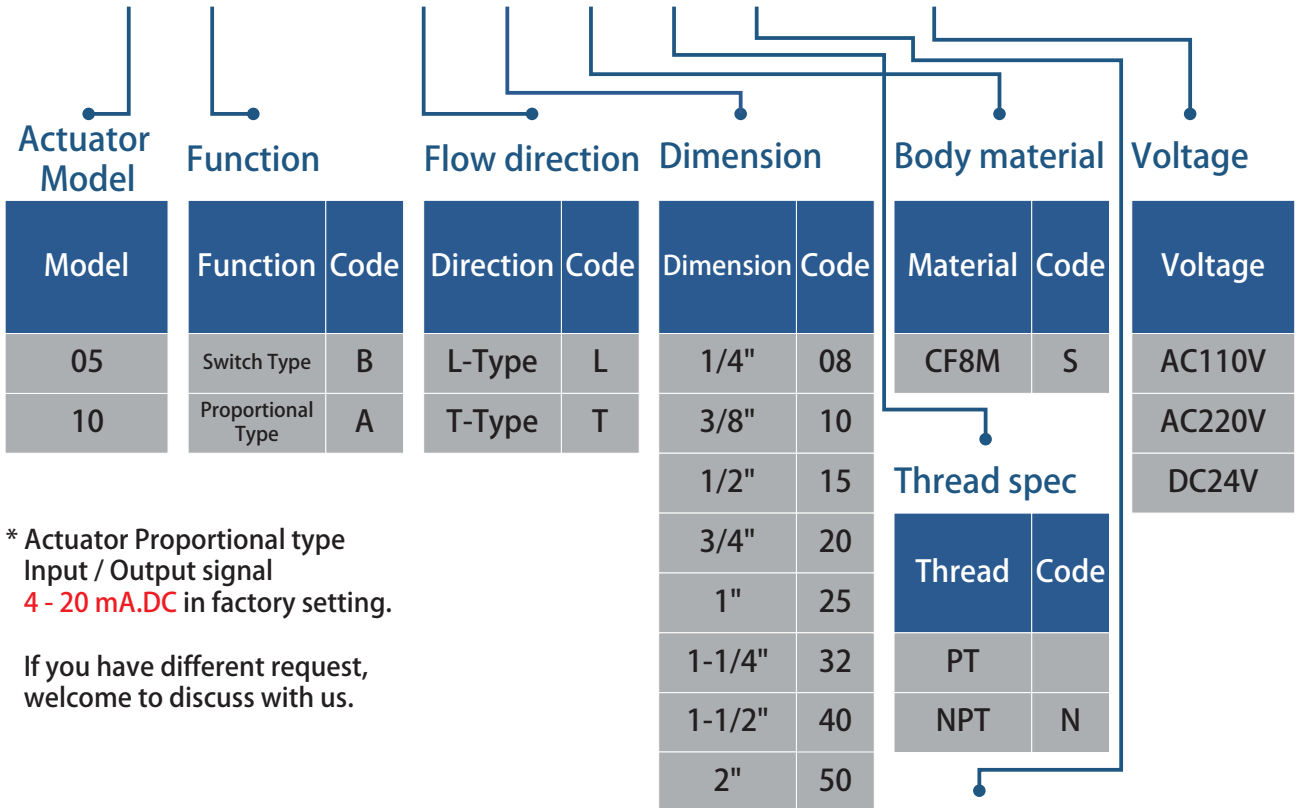 Actuator
Model
Function
Flow direction
Dimension
Body material
Voltage
Model
Function Code
Direction Code
Dimension Code
Material Code
Voltage
05
Switch Type B
L-Type L
1/4" 08
CF8M S
AC110V
10
Proportional
Type A
T-Type T
3/8" 10
AC220V
1/2" 15
Thread spec
DC24V
* Actuator Proportional type
Input / Output signal
4 - 20 mA.DC in factory setting.
If you have different request,
welcome to discuss with us.
3/4" 20
Thread Code
1" 25
1-1/4" 32
PT
1-1/2" 40
NPT N
2" 50